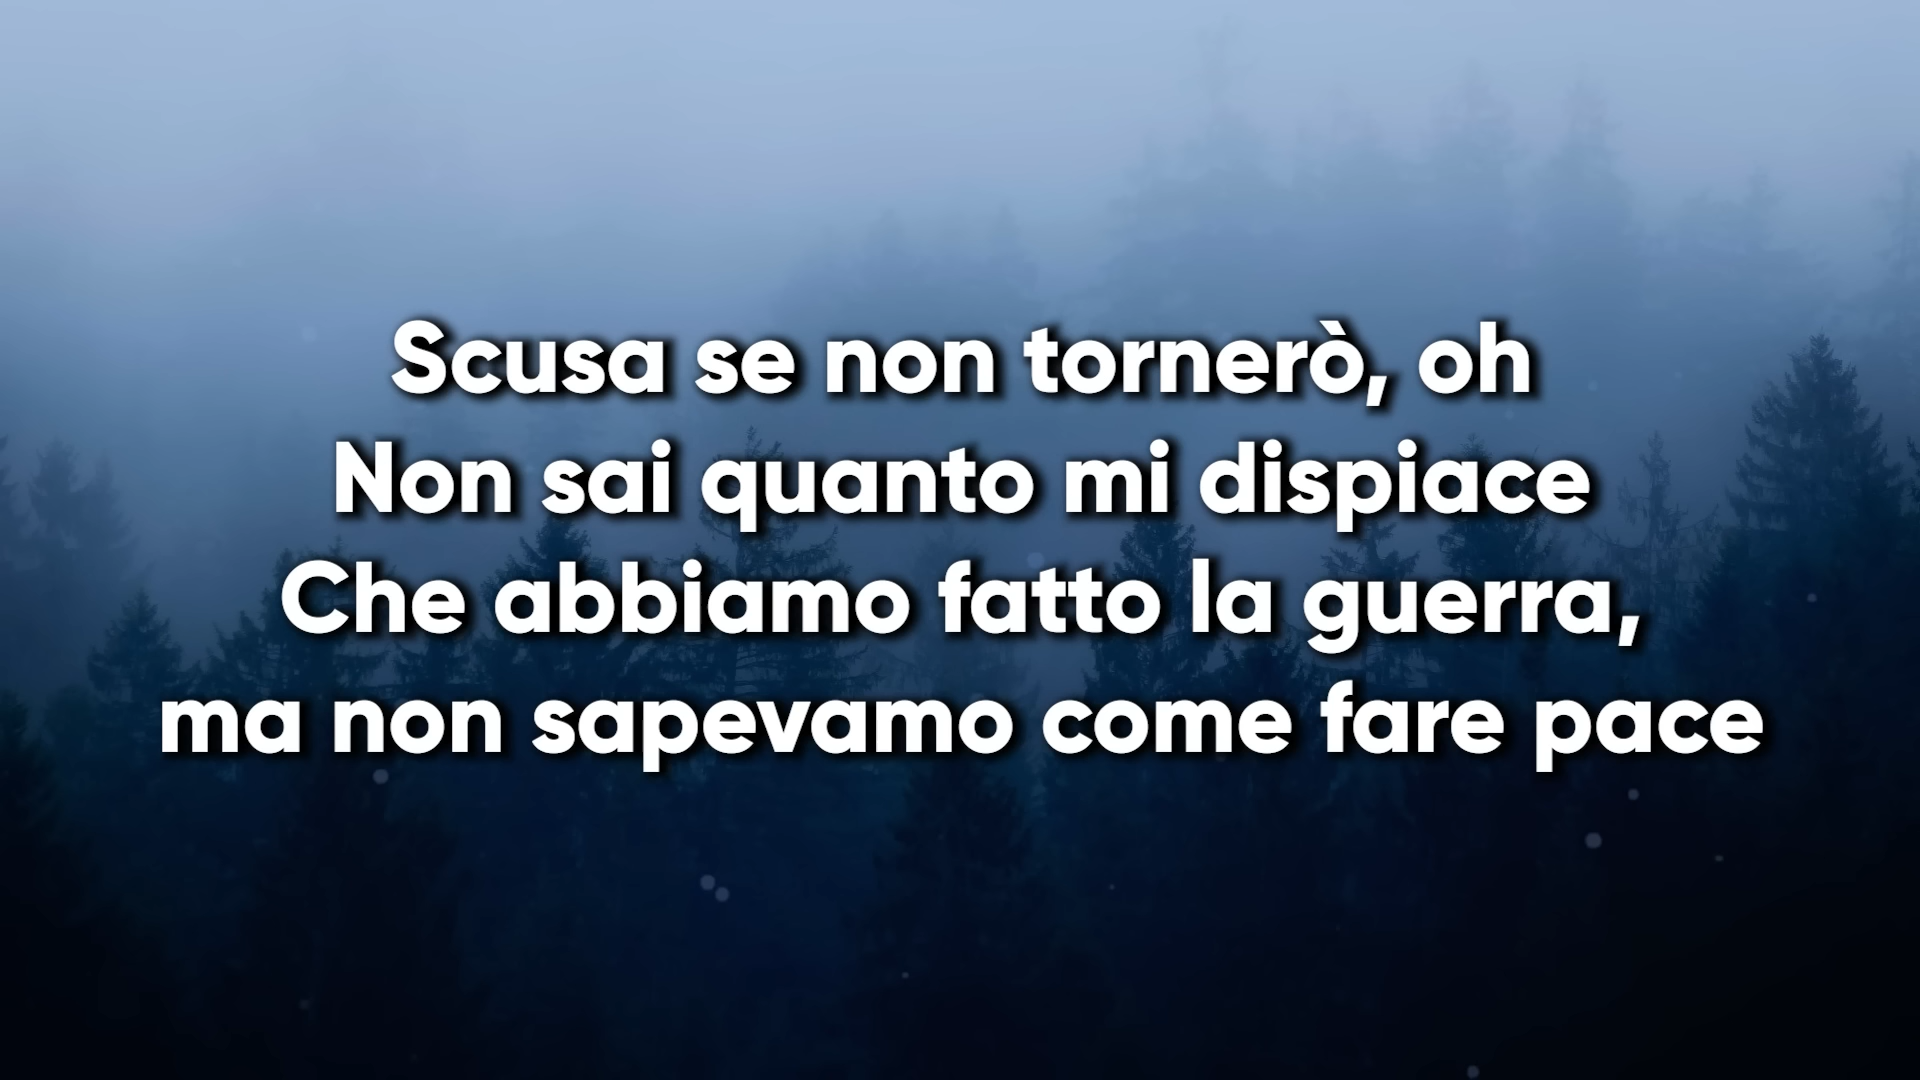 Scusa se non tornerò, oh
Non sai quanto mi dispiace
Che abbiamo fatto la guerra,
ma non sapevamo come fare pace